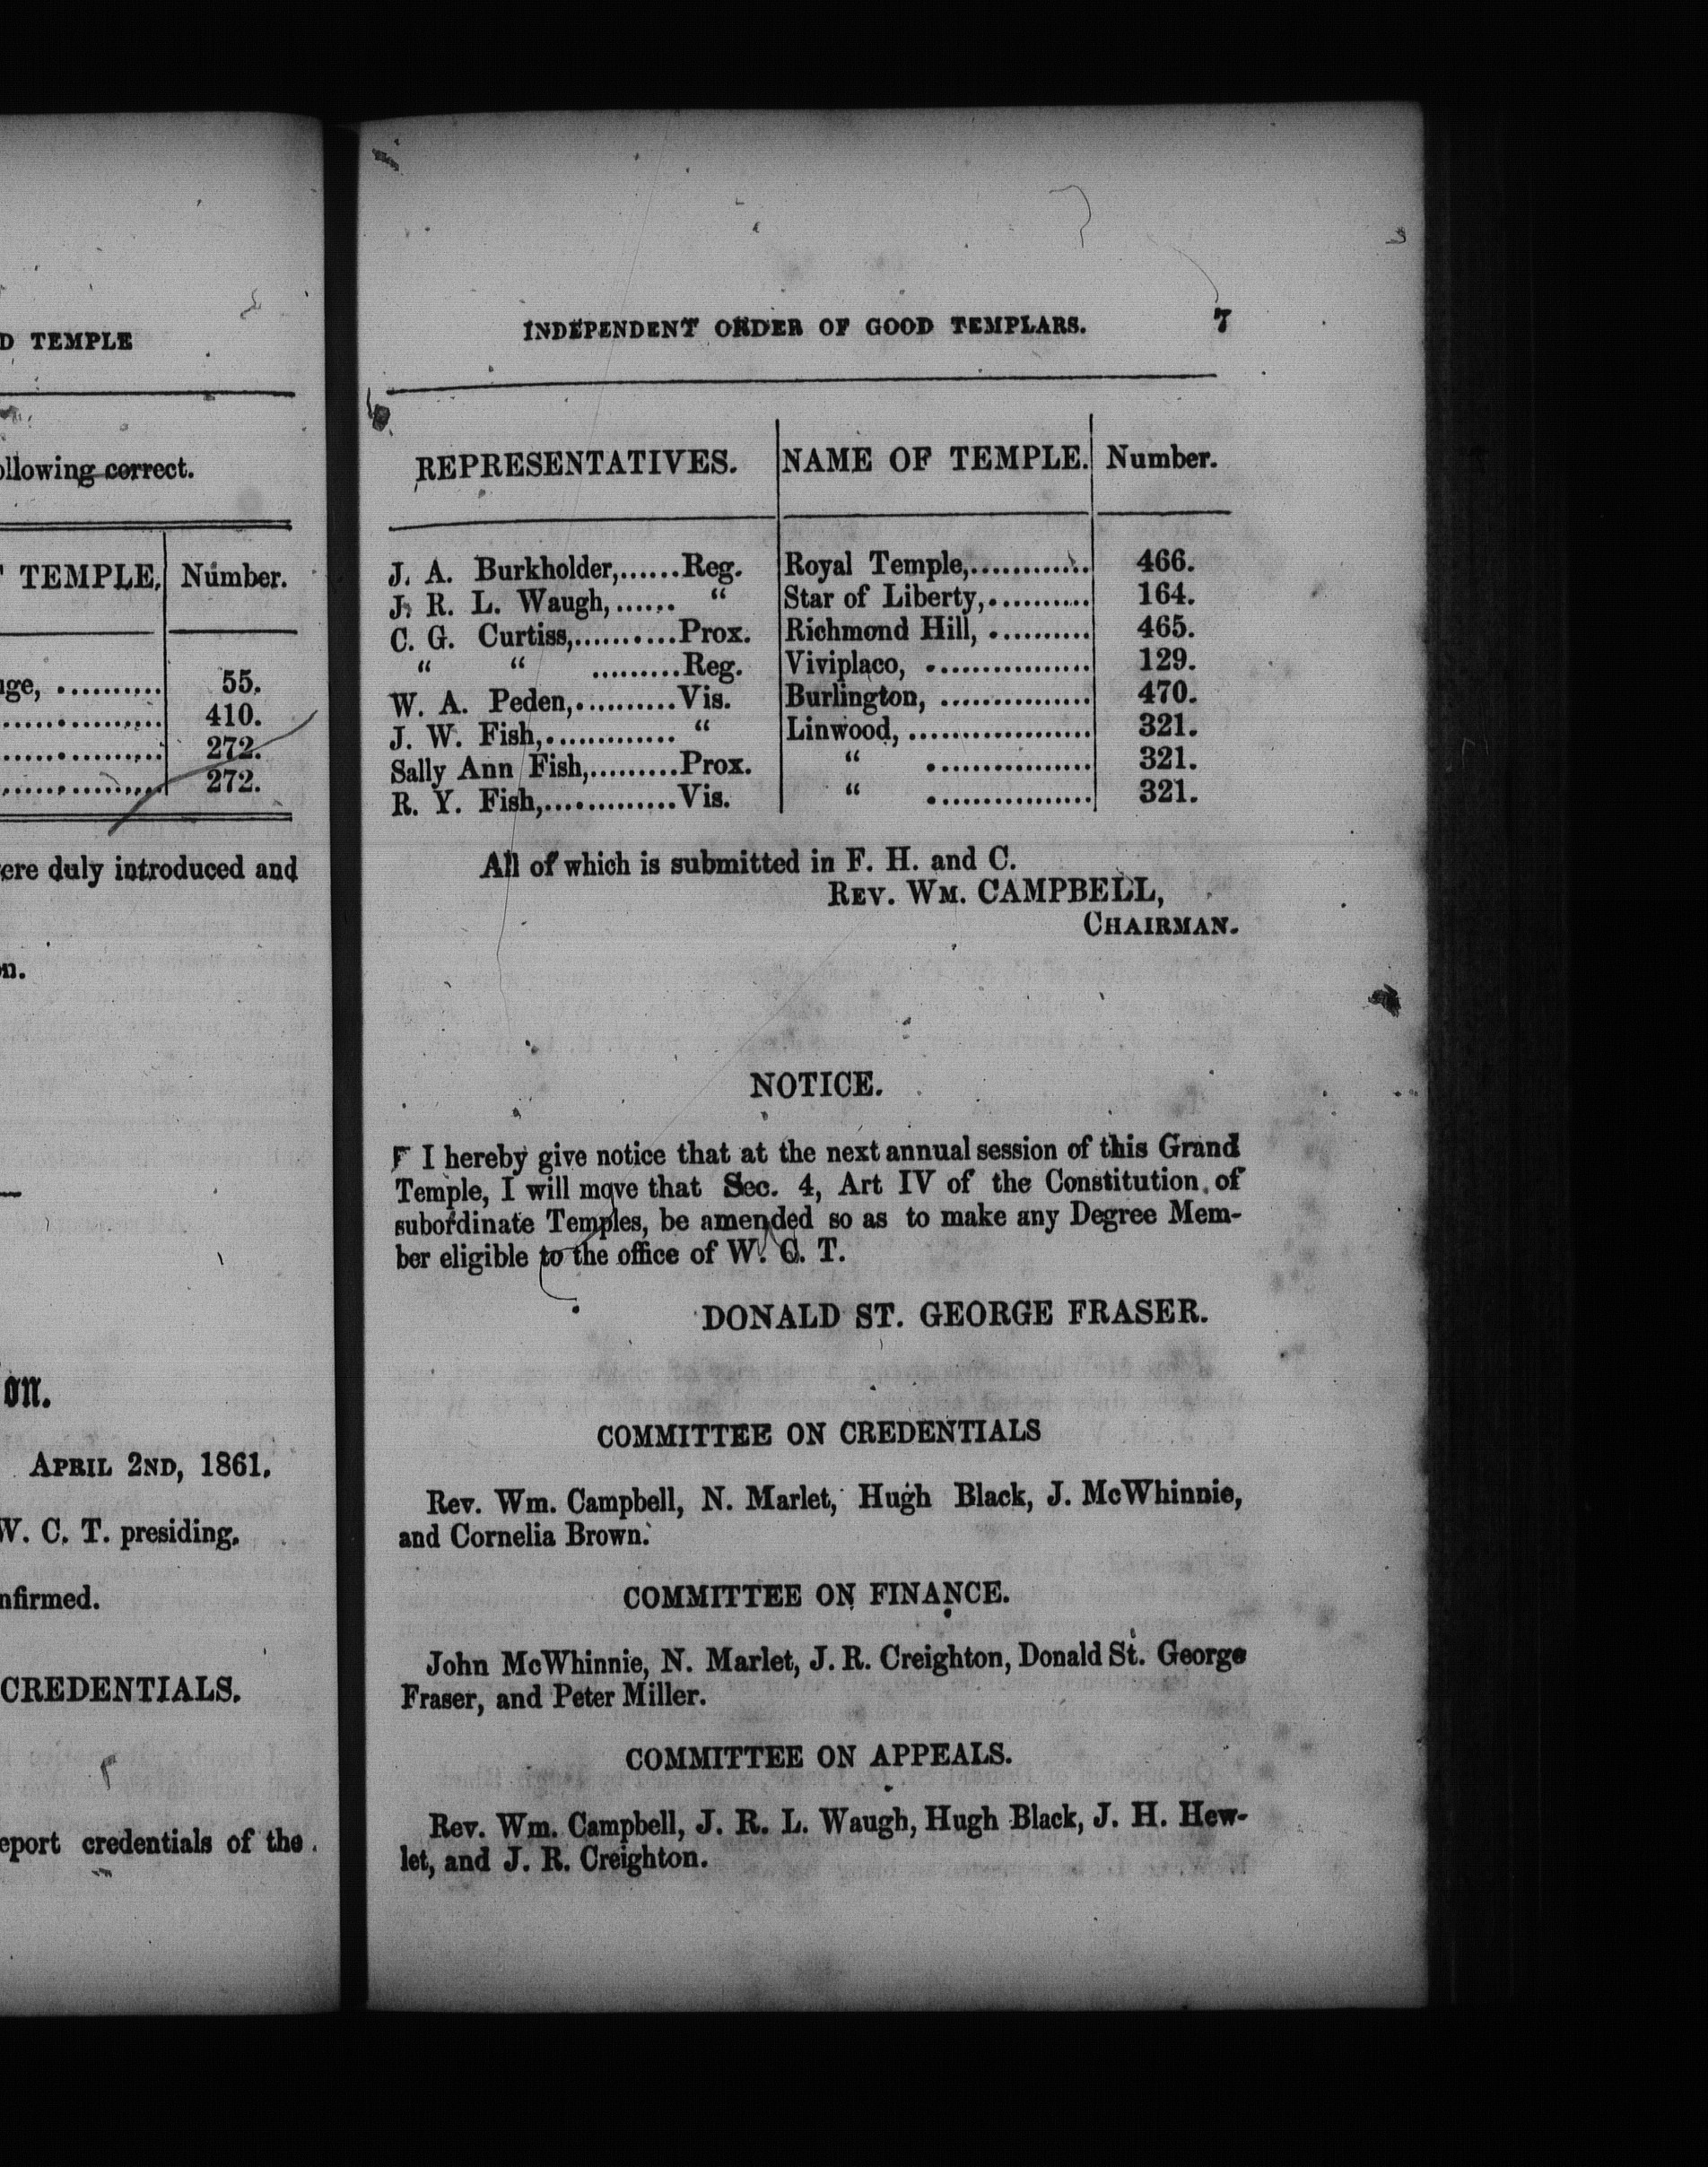 D TEMPLE
ollowing correct.
TEMPLE, Number.
nge, .......... 55.
................ 410.
................ 272.
................ 272.
ere duly introduced and
on.
on.
APRIL 2ND, 1861.
W. C. T. presiding.
nfirmed.
CREDENTIALS.
eport credentials of the
INDEPENDENT ORDER OF GOOD TEMPLARS. 7
REPRESENTATIVES. NAME OF TEMPLE. Number.
J. A. Burkholder,......Reg. Royal Temple,............ 466.
J. R. L. Waugh,...... “ Star of Liberty,.......... 164.
C. G. Curtiss,..........Prox. Richmond Hill, .......... 465.
“ “ .........Reg. Viviplaco, ................ 129.
W. A. Peden,..........Vis. Burlington, ............... 470.
J. W. Fish,............. “ Linwood, .................. 321.
Sally Ann Fish,.........Prox. “ ................ 321.
R. Y. Fish,.............Vis. “ ................ 321.
All of which is submitted in F. H. and C.
REV. WM. CAMPBELL,
CHAIRMAN.
NOTICE.
I hereby give notice that at the next annual session of this Grand
Temple, I will move that Sec. 4, Art IV of the Constitution of
subordinate Temples, be amended so as to make any Degree Mem-
ber eligible to the office of W. C. T.
DONALD ST. GEORGE FRASER.
COMMITTEE ON CREDENTIALS
Rev. Wm. Campbell, N. Marlet, Hugh Black, J. McWhinnie,
and Cornelia Brown.
COMMITTEE ON FINANCE.
John McWhinnie, N. Marlet, J. R. Creighton, Donald St. George
Fraser, and Peter Miller.
COMMITTEE ON APPEALS.
Rev. Wm. Campbell, J. R. L. Waugh, Hugh Black, J. H. Hew-
let, and J. R. Creighton.